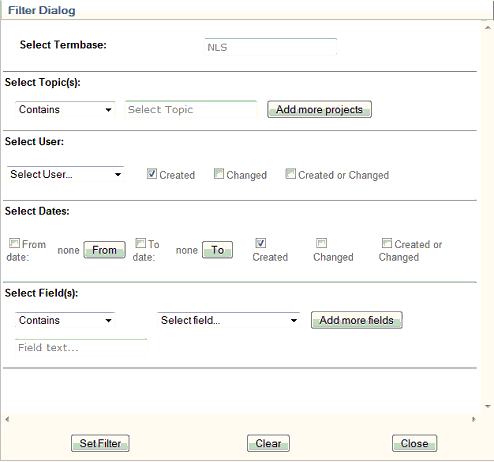 Filter Dialog
Select Termbase: NLS
Select Topic(s):
Contains Select Topic Add more projects
Select User:
Select User... Created Changed Created or Changed
Select Dates:
From date: none From To date: none To Created Changed Created or Changed
Select Field(s):
Contains Select field... Add more fields
Field text...
Set Filter Clear Close